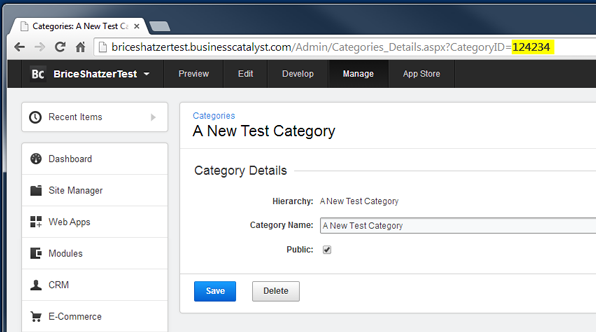 Categories: A New Test Ca
briceshatzertest.businesscatalyst.com/Admin/Categories_Details.aspx?CategoryID=124234
Bc BriceShatzerTest Preview Edit Develop Manage App Store
Recent Items
Dashboard
Site Manager
Web Apps
Modules
CRM
E-Commerce
Categories
A New Test Category
Category Details
Hierarchy: A New Test Category
Category Name: A New Test Category
Public:
Save Delete